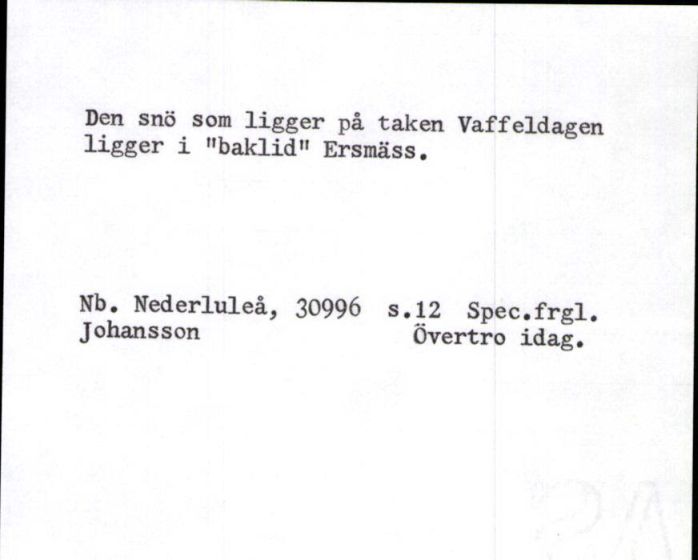 Den snö som ligger på taken Vaffeldagen
ligger i "baklid" Ersmäss.
Nb. Nederluleå, 30996 s.12 Spec.frgl.
Johansson Övertro idag.